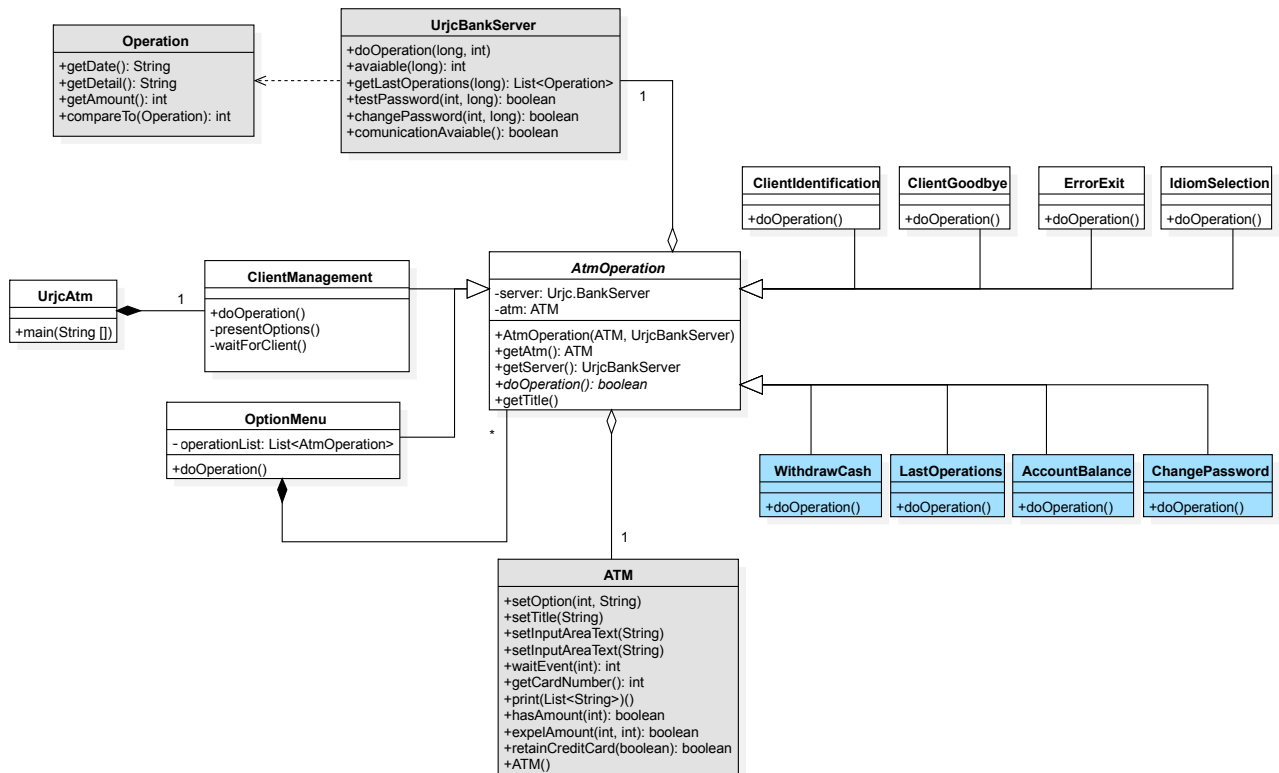 Operation
+getDate(): String
+getDetail(): String
+getAmount(): int
+compareTo(Operation): int
UrjcBankServer
+doOperation(long, int)
+avaiable(long): int
+getLastOperations(long): List<Operation>
+testPassword(int, long): boolean
+changePassword(int, long): boolean
+comunicationAvaiable(): boolean
1
ClientIdentification
+doOperation()
ClientGoodbye
+doOperation()
ErrorExit
+doOperation()
IdiomSelection
+doOperation()
UrjcAtm
+main(String [])
1
ClientManagement
+doOperation()
-presentOptions()
-waitForClient()
AtmOperation
-server: Urjc.BankServer
-atm: ATM
+AtmOperation(ATM, UrjcBankServer)
+getAtm(): ATM
+getServer(): UrjcBankServer
+doOperation(): boolean
+getTitle()
OptionMenu
-operationList: List<AtmOperation>
+doOperation()
*
WithdrawCash
+doOperation()
LastOperations
+doOperation()
AccountBalance
+doOperation()
ChangePassword
+doOperation()
1
ATM
+setOption(int, String)
+setTitle(String)
+setInputAreaText(String)
+setInputAreaText(String)
+waitEvent(int): int
+getCardNumber(): int
+print(List<String>)()
+hasAmount(int): boolean
+expelAmount(int, int): boolean
+retainCreditCard(boolean): boolean
+ATM()